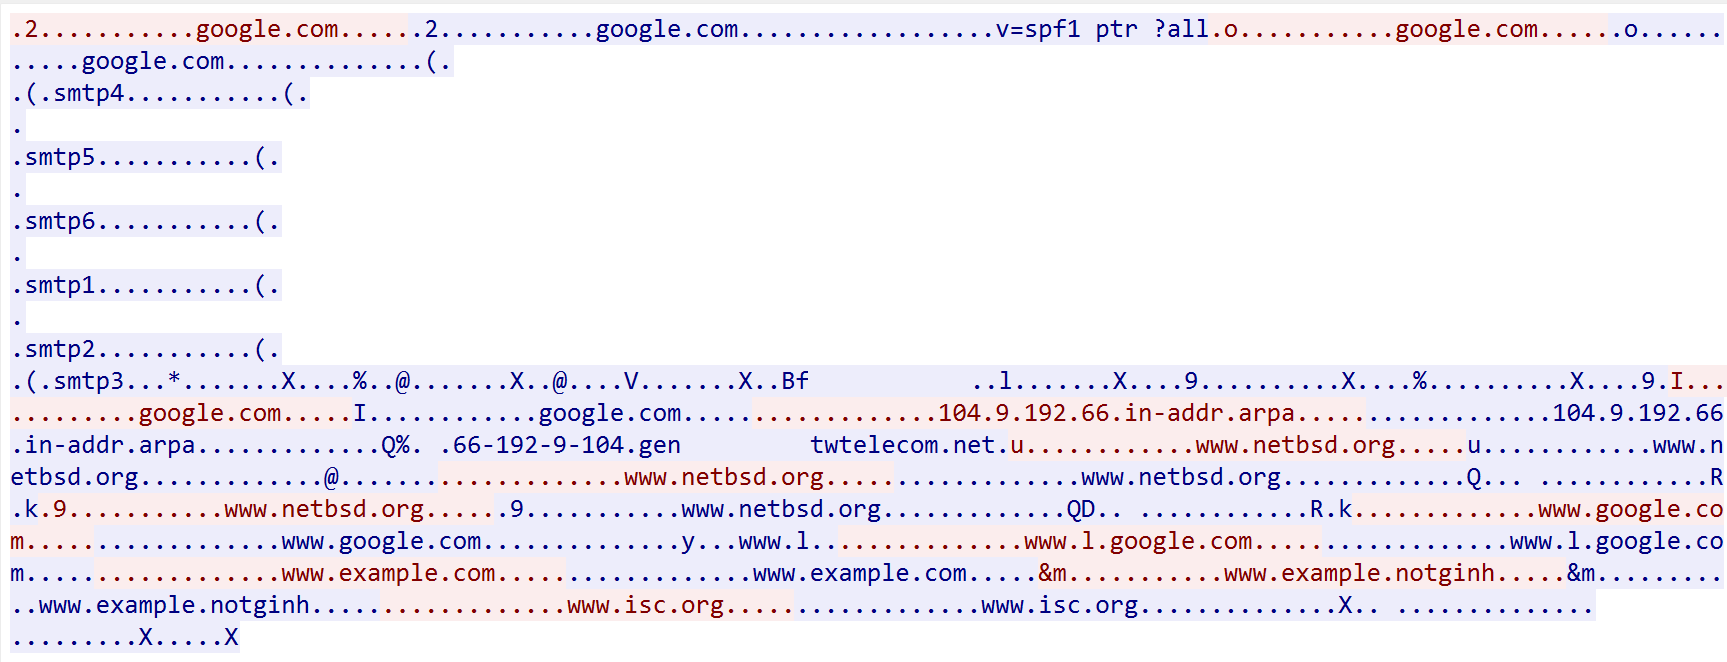 .2...........google.com......2...........google.com..................v=spf1 ptr ?all.o...........google.com......o......
.....google.com..............(.
.(.smtp4...........(.
.
.smtp5...........(.
.
.smtp6...........(.
.
.smtp1...........(.
.
.smtp2...........(.
.(.smtp3...*.......X....%..@.......X..@....V.......X..Bf           ..l.......X....9..........X....%..........X....9.I...
.........google.com.....I............google.com..................104.9.192.66.in-addr.arpa..................104.9.192.66
.in-addr.arpa.............Q%. .66-192-9-104.gen         twtelecom.net.u............www.netbsd.org.....u............www.n
etbsd.org.............@....................www.netbsd.org..................www.netbsd.org.............Q... ............R
.k.9...........www.netbsd.org......9...........www.netbsd.org.............QD.. ............R.k.............www.google.co
m..................www.google.com..............y...www.l...............www.l.google.com..................www.l.google.co
m..................www.example.com..................www.example.com.....&m...........www.example.notginh.....&m.........
..www.example.notginh..................www.isc.org..................www.isc.org..............X.. ..............
.........X.....X